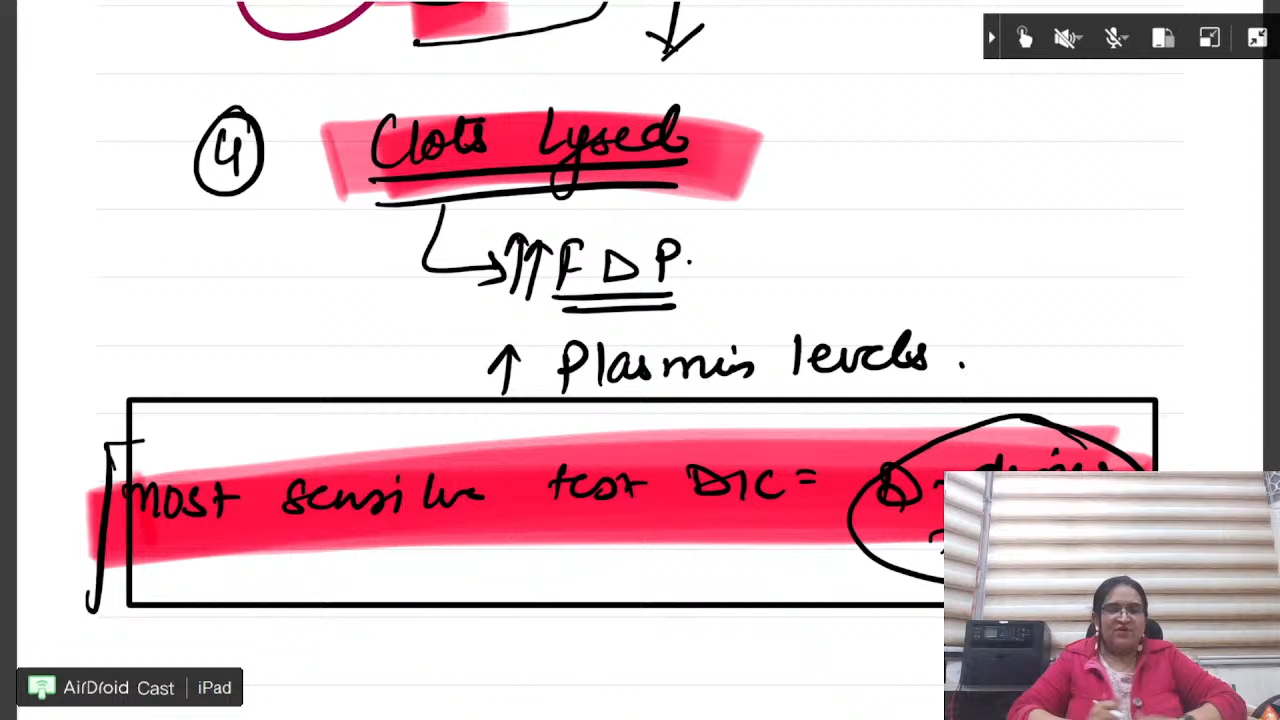 4 Clots Lysed
↑↑ FDP.
↑ Plasmin levels.
most sensitive test DIC = D-
AirDroid Cast | iPad